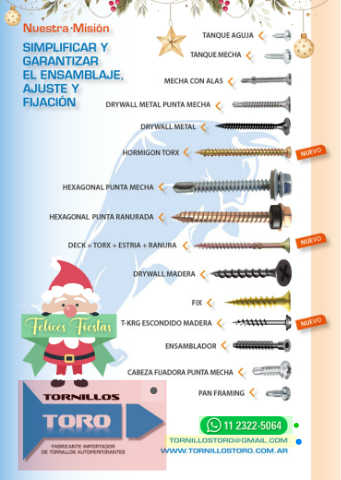 Nuestra·Misión
SIMPLIFICAR Y
GARANTIZAR
EL ENSAMBLAJE,
AJUSTE Y
FIJACIÓN
TANQUE AGUJA
TANQUE MECHA
MECHA CON ALAS
DRYWALL METAL PUNTA MECHA
DRYWALL METAL
HORMIGON TORX
NUEVO
HEXAGONAL PUNTA MECHA
HEXAGONAL PUNTA RANURADA
DECK + TORX + ESTRIA + RANURA
NUEVO
DRYWALL MADERA
FIX
T-KRG ESCONDIDO MADERA
NUEVO
ENSAMBLADOR
CABEZA FIJADORA PUNTA MECHA
PAN FRAMING
Felices Fiestas
TORNILLOS
TORO
FABRICANTE IMPORTADOR
DE TORNILLOS AUTOPERFORANTES
11 2322-5064
TORNILLOSTORO@GMAIL.COM
WWW.TORNILLOSTORO.COM.AR